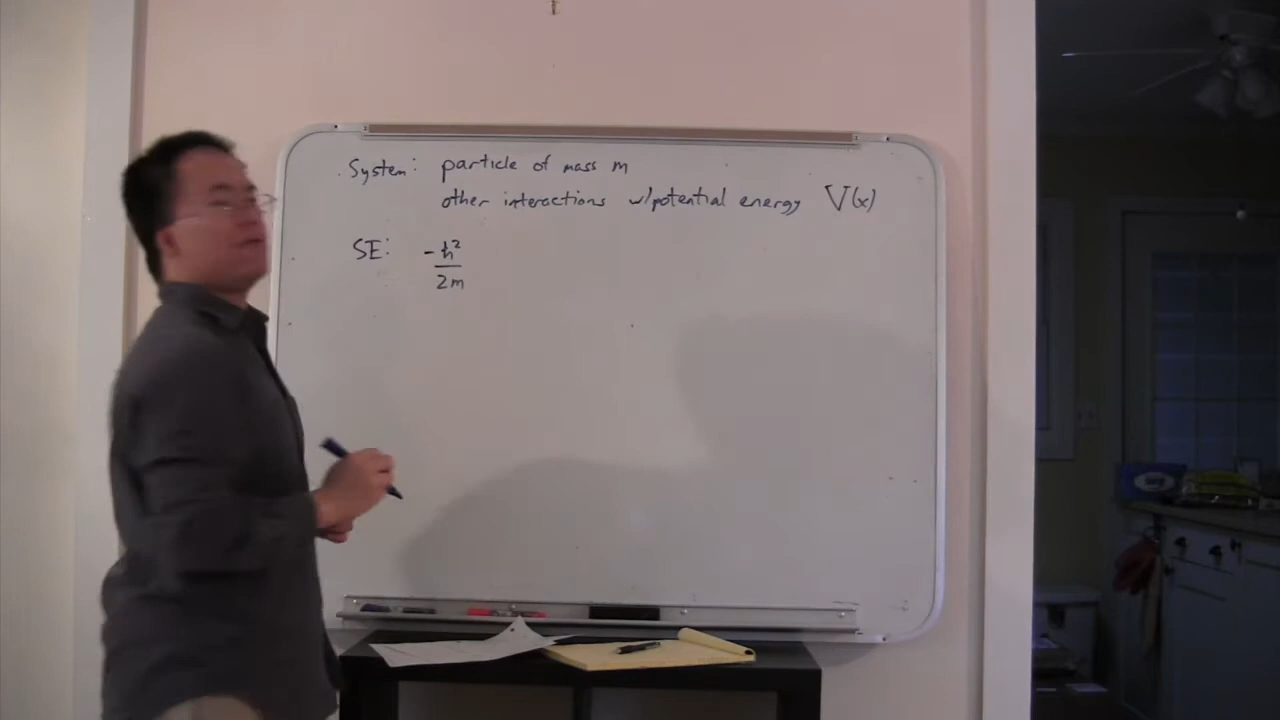 System: particle of mass m
other interactions w/potential energy V(x)
SE: -ℏ²
2m